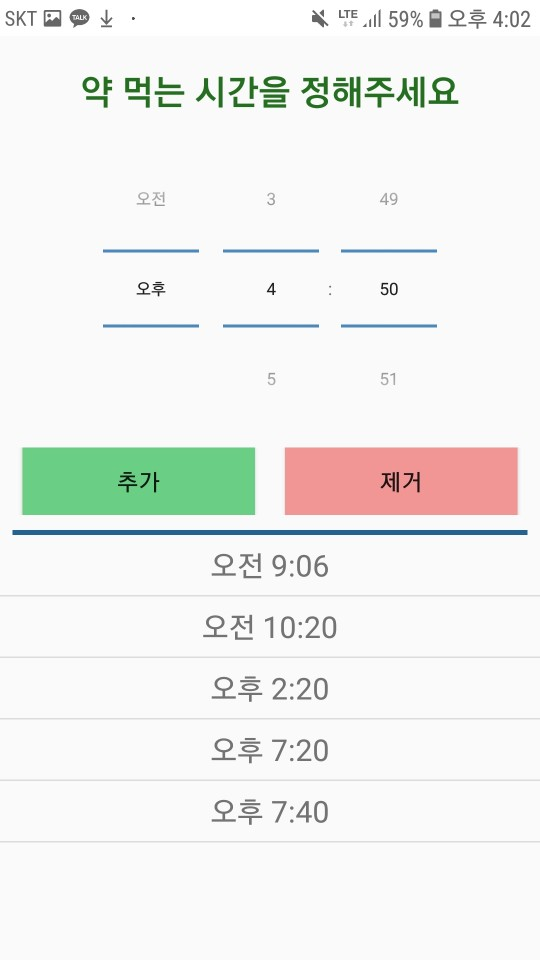 SKT TALK LTE 59% 오후 4:02
약 먹는 시간을 정해주세요
오전 3 49
오후 4 : 50
5 51
추가 제거
오전 9:06
오전 10:20
오후 2:20
오후 7:20
오후 7:40